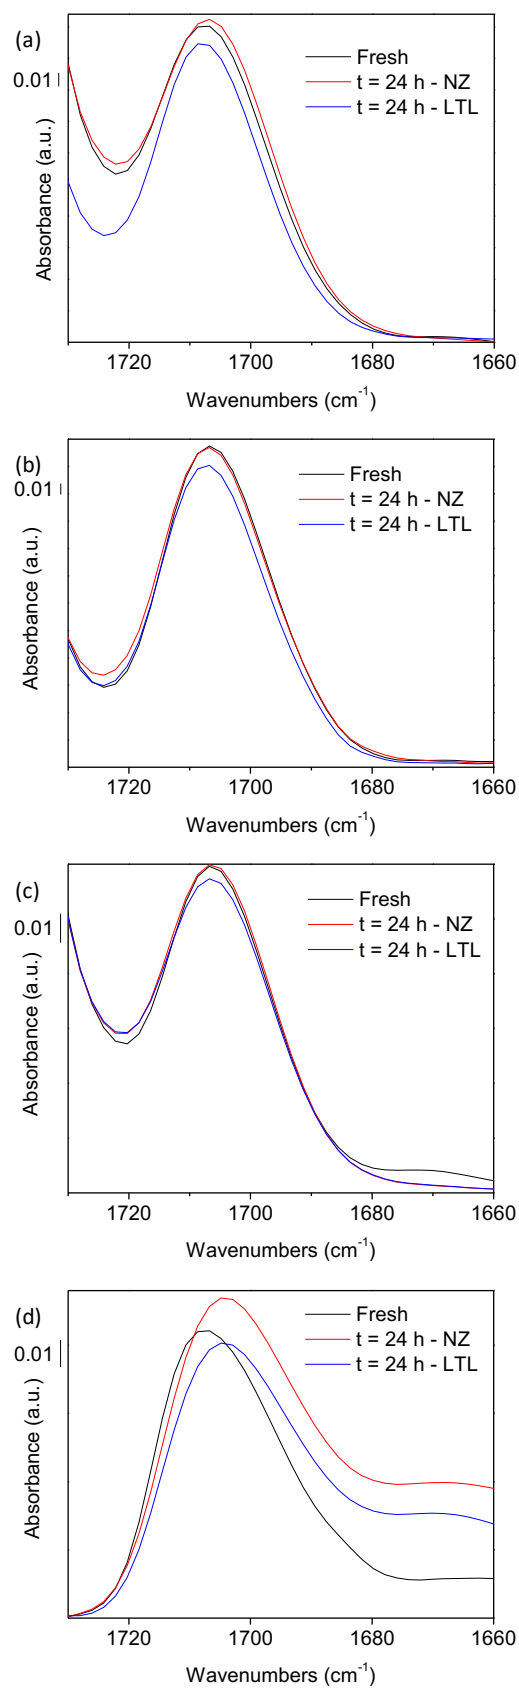 (a)
0.01
Fresh
t = 24 h - NZ
t = 24 h - LTL
Absorbance (a.u.)
1720 1700 1680 1660
Wavenumbers (cm⁻¹)
(b)
0.01
Fresh
t = 24 h - NZ
t = 24 h - LTL
Absorbance (a.u.)
1720 1700 1680 1660
Wavenumbers (cm⁻¹)
(c)
0.01
Fresh
t = 24 h - NZ
t = 24 h - LTL
Absorbance (a.u.)
1720 1700 1680 1660
Wavenumbers (cm⁻¹)
(d)
0.01
Fresh
t = 24 h - NZ
t = 24 h - LTL
Absorbance (a.u.)
1720 1700 1680 1660
Wavenumbers (cm⁻¹)